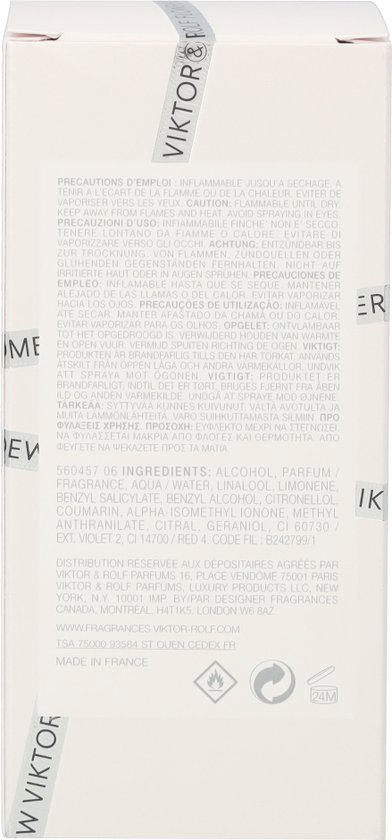 VIKTOR & ROLF FLOW
PRECAUTIONS D'EMPLOI : INFLAMMABLE JUSQU'A SECHAGE, A
TENIR A L'ECART DE LA FLAMME OU DE LA CHALEUR. EVITER DE
VAPORISER VERS LES YEUX. CAUTION: FLAMMABLE UNTIL DRY.
KEEP AWAY FROM FLAMES AND HEAT. AVOID SPRAYING IN EYES.
PRECAUZIONI D'USO: INFIAMMABILE FINCHE' NON E' SECCO.
TENERE LONTANO DA FIAMME O CALORE. EVITARE DI
VAPORIZZARE VERSO GLI OCCHI. ACHTUNG: ENTZÜNDBAR BIS
ZUR TROCKNUNG. VON FLAMMEN, ZUNDQUELLEN ODER
GLÜHENDEN GEGENSTÄNDEN FERNHALTEN. NICHT AUF
IRRITIERTE HAUT ODER IN AUGEN SPRÜHEN. PRECAUCIONES DE
EMPLEO: INFLAMABLE HASTA QUE SE SEQUE. MANTENER
ALEJADO DE LAS LLAMAS O DEL CALOR. EVITAR VAPORIZAR
HACIA LOS OJOS. PRECAUÇÕES DE UTILIZAÇÃO: INFLAMÁVEL
ATÉ SECAR. MANTER AFASTADO DA CHAMA OU DO CALOR.
EVITAR VAPORIZAR PARA OS OLHOS. OPGELET: ONTVLAMBAAR
TOT HET OPGEDROOGD IS. VERWIJDERD HOUDEN VAN WARMTE
EN OPEN VUUR. VERMIJD SPUITEN RICHTING DE OGEN. VIKTIGT:
PRODUKTEN ÄR BRANDFARLIG TILLS DEN HAR TORKAT. ANVÄNDS
ÅTSKILT FRÅN ÖPPEN LÅGA OCH ANDRA VÄRMEKÄLLOR. UNDVIK
ATT SPRAYA MOT ÖGONEN. VIGTIGT: PRODUKTET ER
BRANDFARLIGT, INDTIL DET ER TØRT. BRUGES FJERNT FRA ÅBEN
ILD OG ANDEN VARMEKILDE. UNDGÅ AT SPRAY MOD ØJNENE.
TÄRKEÄÄ: SYTTYVÄÄ KUNNES KUIVUNUT. VALTA AVOTULTA JA
MUITA LÄMMÖNLÄHTEITÄ. VARO SUIHKUTTAMASTA SILMIIN. ΠΡΟ
ΦΥΛΑΞΕΙΣ ΧΡΗΣΗΣ. ΠΡΟΣΟΧΗ: ΕΥΦΛΕΚΤΟ ΜΕΧΡΙ ΝΑ ΣΤΕΓΝΩΣΕΙ.
ΝΑ ΦΥΛΑΣΣΕΤΑΙ ΜΑΚΡΙΑ ΑΠΟ ΦΛΟΓΕΣ ΚΑΙ ΘΕΡΜΟΤΗΤΑ. ΑΠΟ
ΦΕΥΓΕΤΕ ΝΑ ΨΕΚΑΖΕΤΕ ΠΡΟΣ ΤΑ ΜΑΤΙΑ
ER
OMB
OEW
IK
560457 06 INGREDIENTS: ALCOHOL, PARFUM /
FRAGRANCE, AQUA / WATER, LINALOOL, LIMONENE,
BENZYL SALICYLATE, BENZYL ALCOHOL, CITRONELLOL,
COUMARIN, ALPHA-ISOMETHYL IONONE, METHYL
ANTHRANILATE, CITRAL, GERANIOL, CI 60730 /
EXT. VIOLET 2, CI 14700 / RED 4. CODE FIL : B242799/1
DISTRIBUTION RESERVEE AUX DÉPOSITAIRES AGRÉÉS PAR
VIKTOR & ROLF PARFUMS 16, PLACE VENDÔME 75001 PARIS
VIKTOR & ROLF PARFUMS, LUXURY PRODUCTS LLC, NEW
YORK, N.Y. 10001 IMP. BY/PAR DESIGNER FRAGRANCES
CANADA, MONTRÉAL, H4T1K5. LONDON W6 8AZ
WWW.FRAGRANCES-VIKTOR-ROLF.COM
TSA 75000 93584 ST OUEN CEDEX FR
MADE IN FRANCE
24M
W VIKTOR